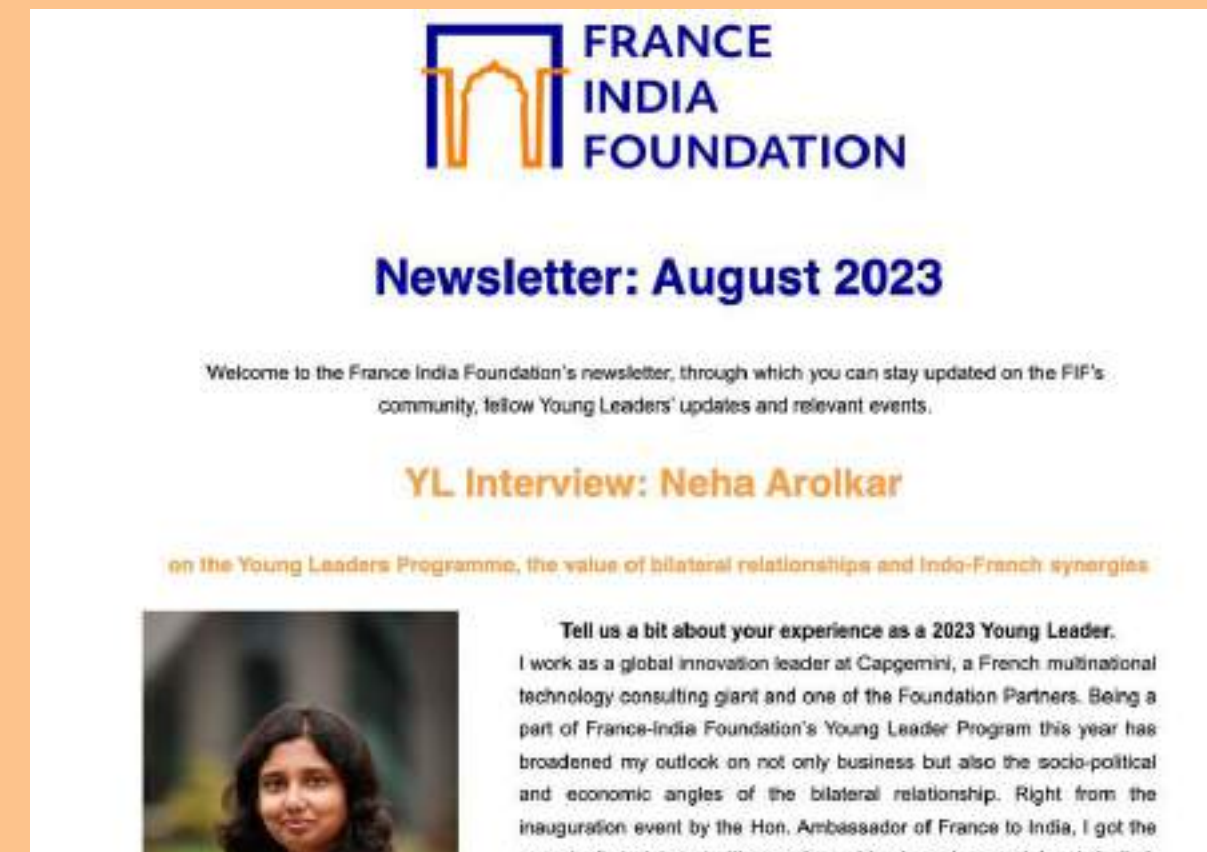 FRANCE
INDIA
FOUNDATION
Newsletter: August 2023
Welcome to the France India Foundation's newsletter, through which you can stay updated on the FIF's
community, fellow Young Leaders' updates and relevant events.
YL Interview: Neha Arolkar
on the Young Leaders Programme, the value of bilateral relationships and Indo-French synergies
Tell us a bit about your experience as a 2023 Young Leader.
I work as a global innovation leader at Capgemini, a French multinational
technology consulting giant and one of the Foundation Partners. Being a
part of France-India Foundation's Young Leader Program this year has
broadened my outlook on not only business but also the socio-political
and economic angles of the bilateral relationship. Right from the
inauguration event by the Hon. Ambassador of France to India, I got the